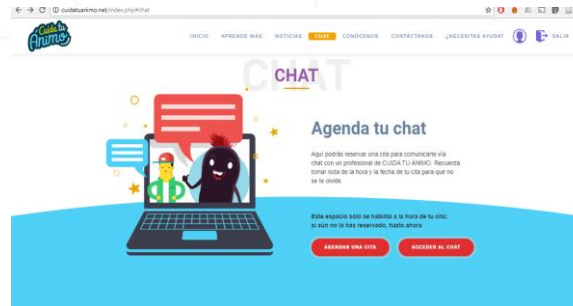 cuidatuanimo.net/index.php#chat
Cuida tu
Ánimo
INICIO APRENDE MÁS NOTICIAS CHAT CONÓCENOS CONTÁCTANOS ¿NECESITAS AYUDA? SALIR
CHAT
CHAT
Agenda tu chat
Aquí podrás reservar una cita para comunicarte vía
chat con un profesional de CUIDA TU ÁNIMO. Recuerda
tomar nota de la hora y la fecha de tu cita para que no
se te olvide.
Este espacio sólo se habilita a la hora de tu cita;
si aún no la has reservado, hazlo ahora
AGENDAR UNA CITA ACCEDER AL CHAT